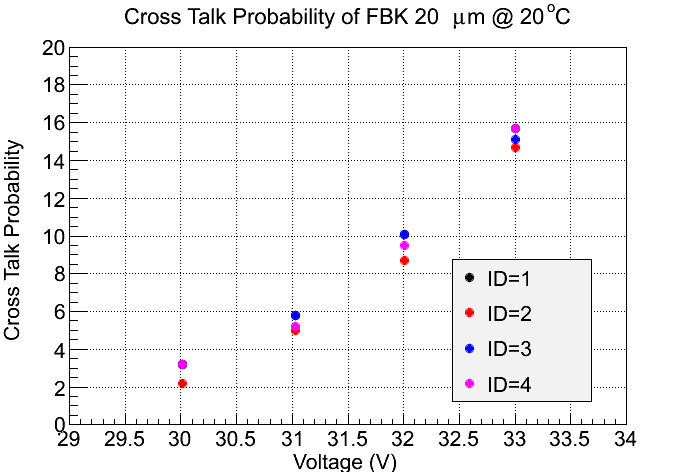 Cross Talk Probability of FBK 20 μm @ 20°C
Cross Talk Probability
20
18
16
14
12
10
8
6
4
2
0
29 29.5 30 30.5 31 31.5 32 32.5 33 33.5 34
Voltage (V)
ID=1
ID=2
ID=3
ID=4